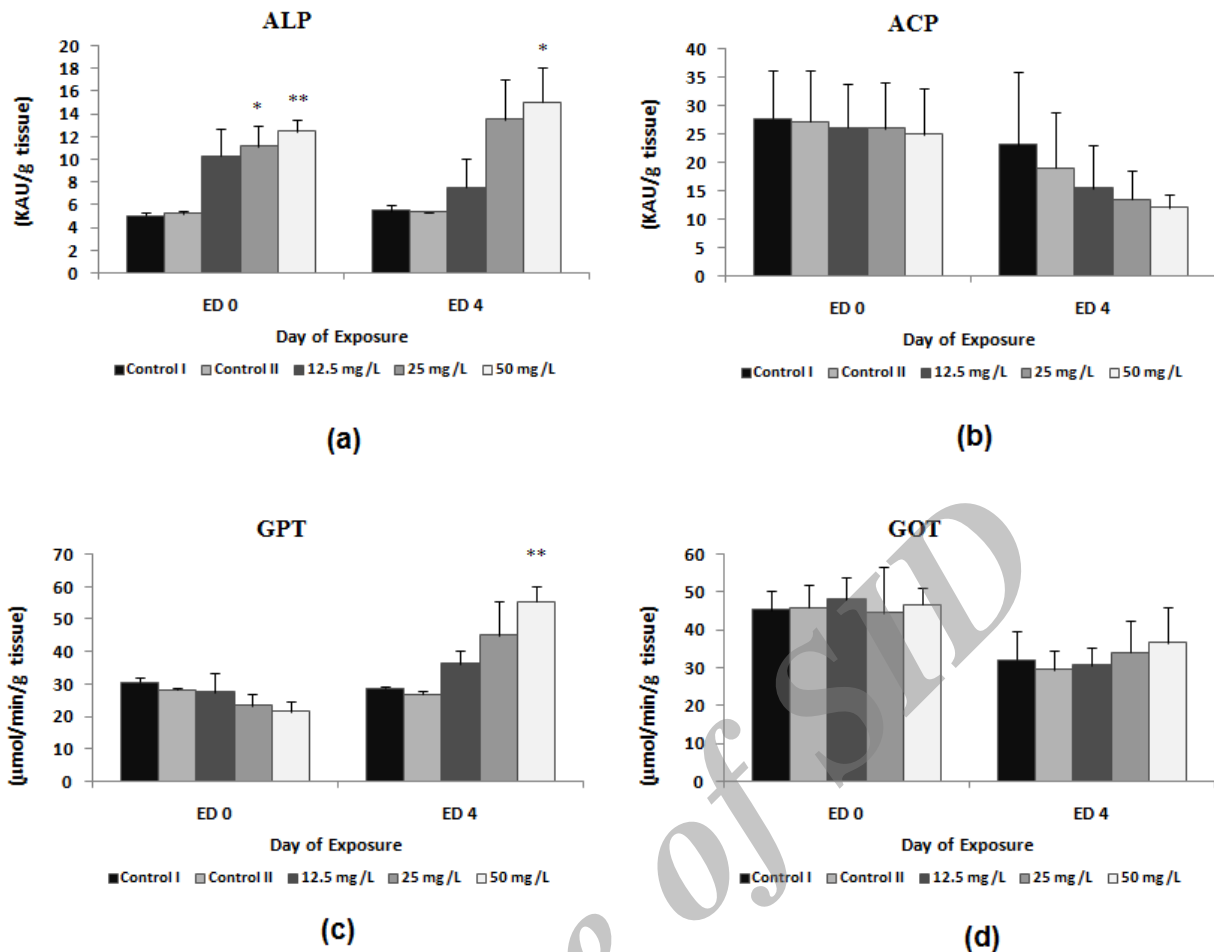 ALP
(KAU/g tissue)
20
18
16
14
12
10
8
6
4
2
0
*
**
*
ED 0
ED 4
Day of Exposure
Control I Control II 12.5 mg/L 25 mg/L 50 mg/L
(a)
ACP
(KAU/g tissue)
40
35
30
25
20
15
10
5
0
ED 0
ED 4
Day of Exposure
Control I Control II 12.5 mg/L 25 mg/L 50 mg/L
(b)
GPT
(µmol/min/g tissue)
70
60
50
40
30
20
10
0
**
ED 0
ED 4
Day of Exposure
Control I Control II 12.5 mg/L 25 mg/L 50 mg/L
(c)
GOT
(µmol/min/g tissue)
60
50
40
30
20
10
0
ED 0
ED 4
Day of Exposure
Control I Control II 12.5 mg/L 25 mg/L 50 mg/L
(d)
of SID